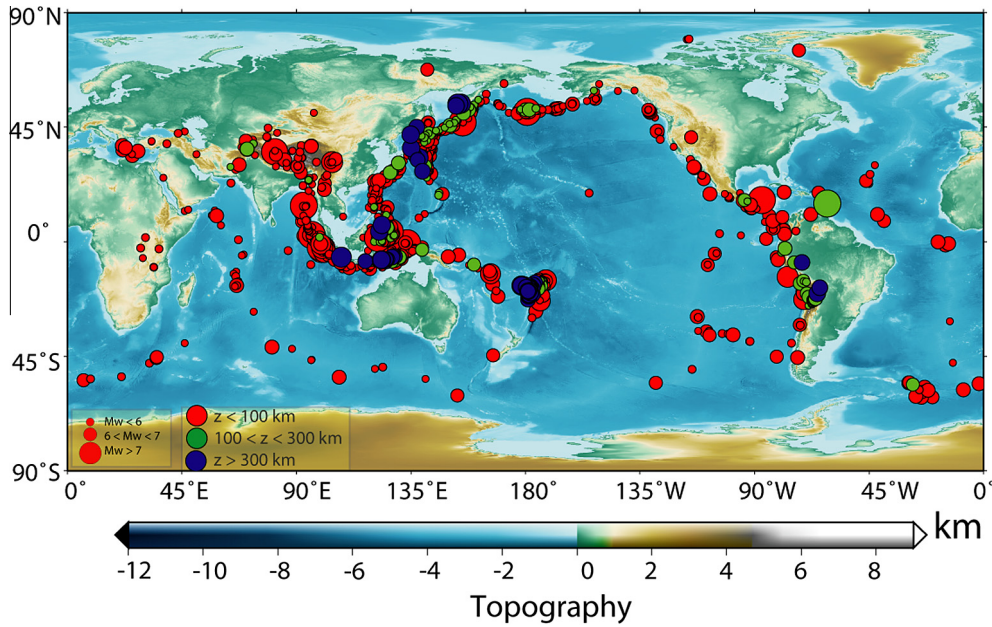 90˚N
45˚N
0˚
45˚S
90˚S
Mw < 6
6 < Mw < 7
Mw > 7
z < 100 km
100 < z < 300 km
z > 300 km
0˚ 45˚E 90˚E 135˚E 180˚ 135˚W 90˚W 45˚W 0˚
km
-12 -10 -8 -6 -4 -2 0 2 4 6 8
Topography